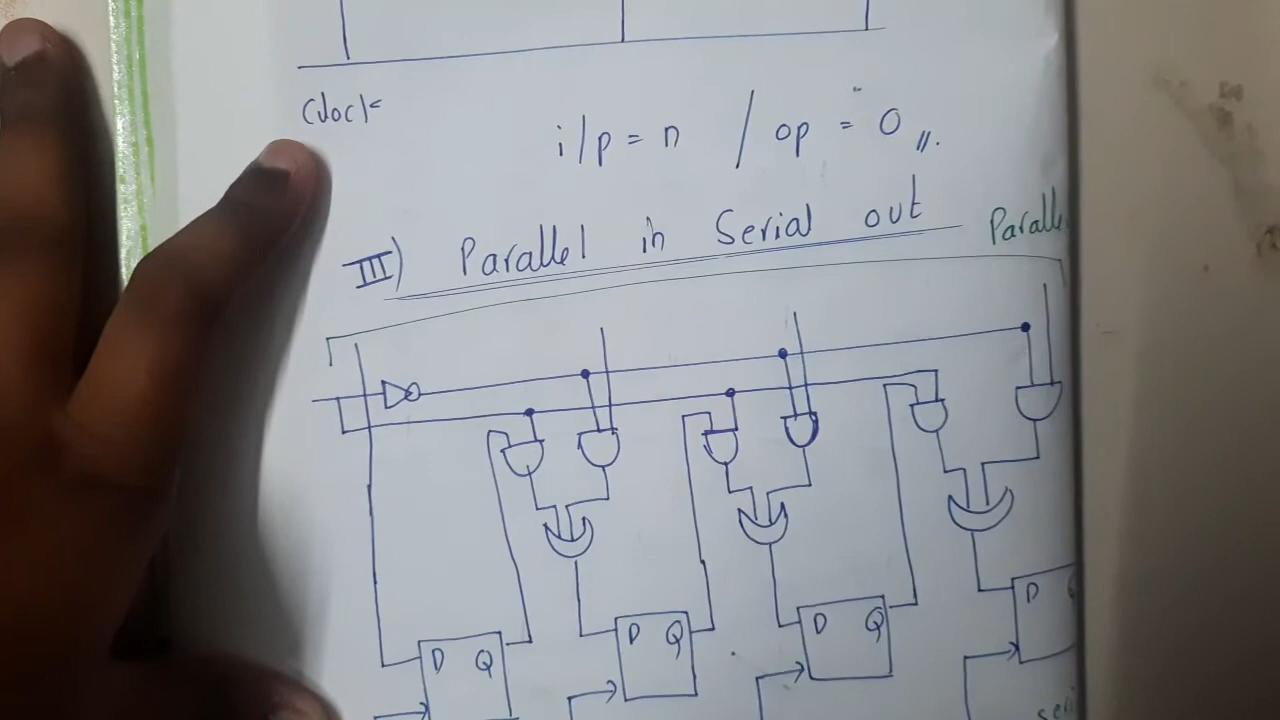 Clock
i/p = n / op = 0 //.
III) Parallel in Serial out
D Q
D Q
D Q
D